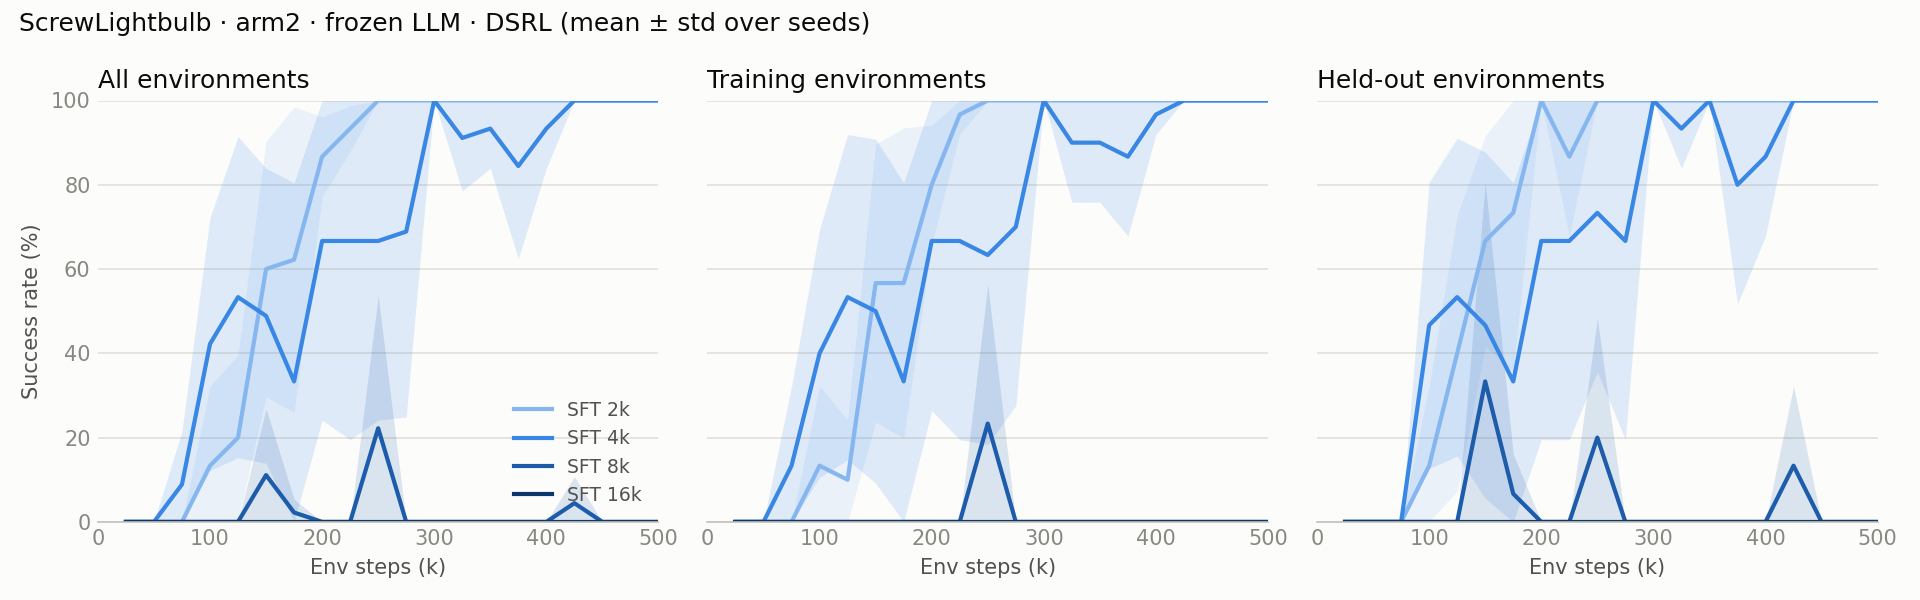 ScrewLightbulb · arm2 · frozen LLM · DSRL (mean ± std over seeds)
All environments
Training environments
Held-out environments
Success rate (%)
100
80
60
40
20
0
SFT 2k
SFT 4k
SFT 8k
SFT 16k
0 100 200 300 400 500
0 100 200 300 400 500
0 100 200 300 400 500
Env steps (k)
Env steps (k)
Env steps (k)